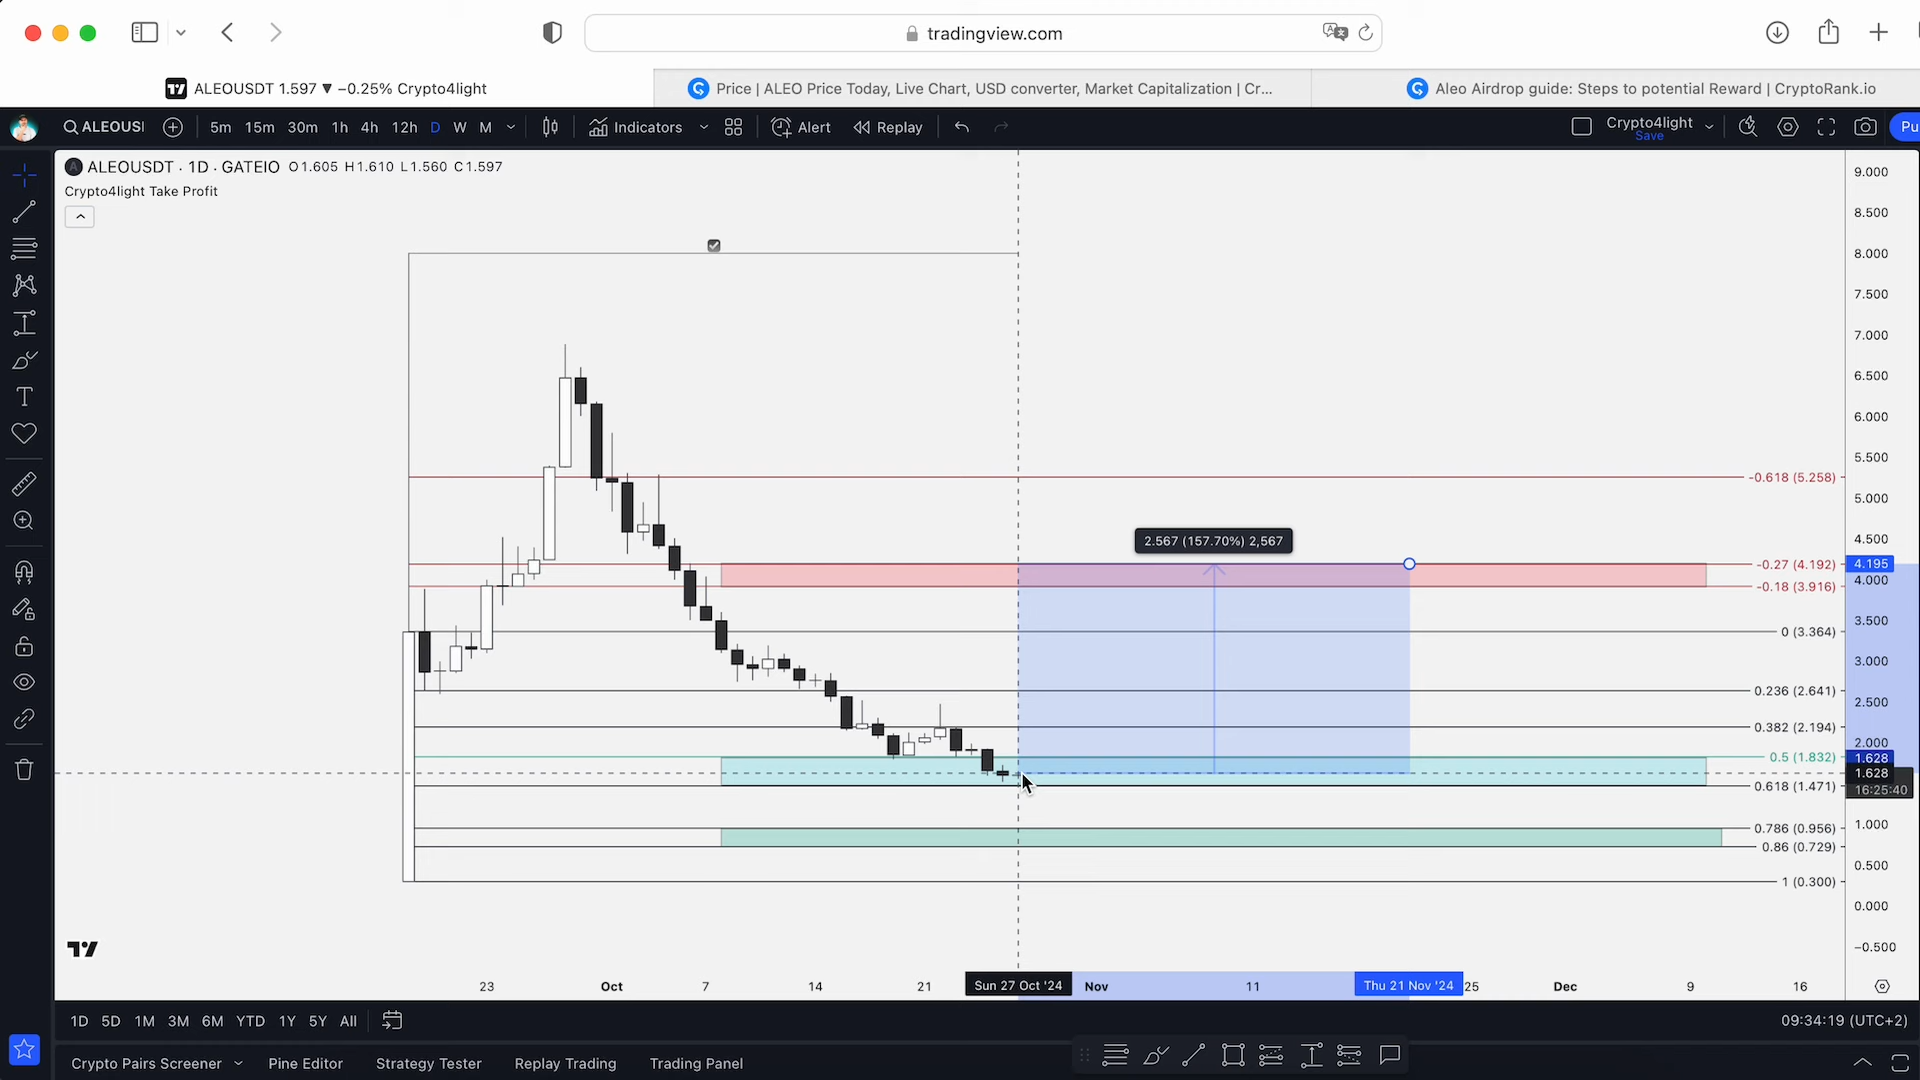 tradingview.com
ALEOUSDT 1.597 ▼ −0.25% Crypto4light
Price | ALEO Price Today, Live Chart, USD converter, Market Capitalization | Cr...
Aleo Airdrop guide: Steps to potential Reward | CryptoRank.io
ALEOUSI 5m 15m 30m 1h 4h 12h D W M Indicators Alert Replay Crypto4light Pu
Save
ALEOUSDT · 1D · GATEIO O1.605 H1.610 L1.560 C1.597
Crypto4light Take Profit
9.000
8.500
8.000
7.500
7.000
6.500
6.000
5.500
-0.618 (5.258)
5.000
4.500
2.567 (157.70%) 2,567
-0.27 (4.192) 4.195
4.000
-0.18 (3.916)
3.500
0 (3.364)
3.000
0.236 (2.641)
2.500
0.382 (2.194)
2.000
0.5 (1.832) 1.628
1.628
0.618 (1.471) 16:25:40
1.000
0.786 (0.956)
0.86 (0.729)
0.500
1 (0.300)
0.000
−0.500
23 Oct 7 14 21 Sun 27 Oct '24 Nov 11 Thu 21 Nov '24 25 Dec 9 16
1D 5D 1M 3M 6M YTD 1Y 5Y All 09:34:19 (UTC+2)
Crypto Pairs Screener Pine Editor Strategy Tester Replay Trading Trading Panel